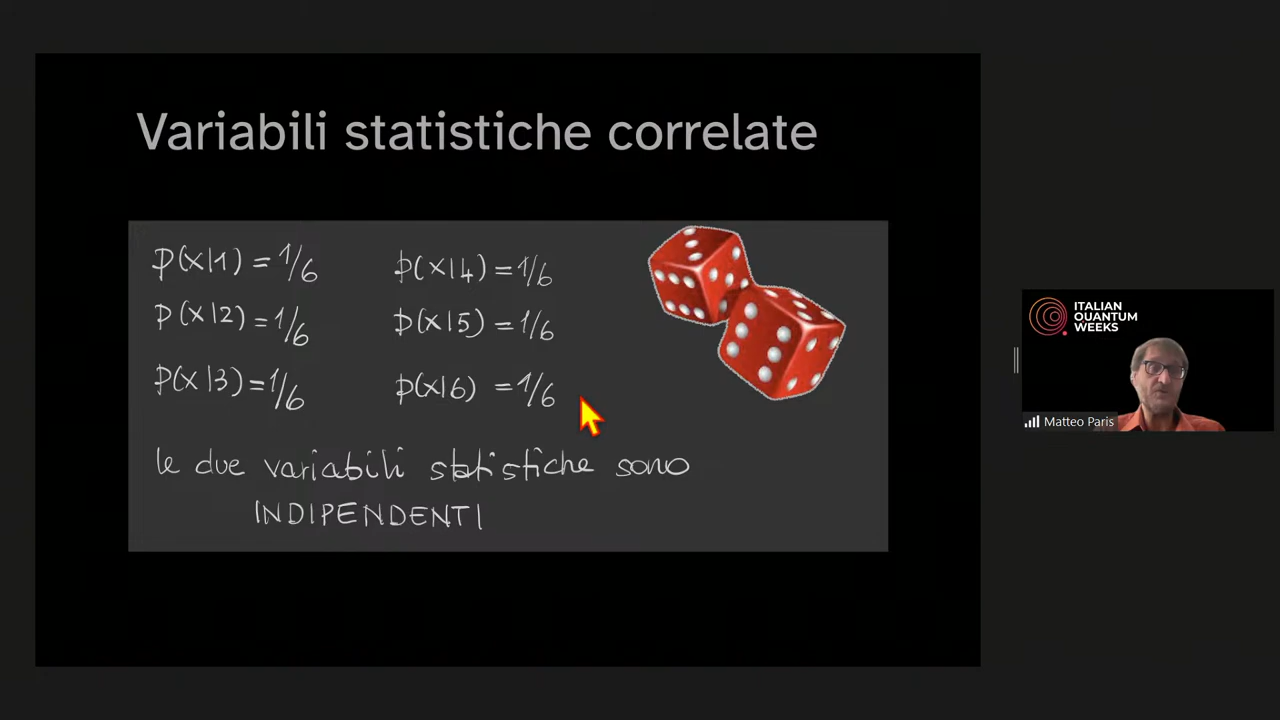 Variabili statistiche correlate
p(x|1) = 1/6 p(x|4) = 1/6
p(x|2) = 1/6 p(x|5) = 1/6
p(x|3) = 1/6 p(x|6) = 1/6
le due variabili statistiche sono
INDIPENDENTI
ITALIAN
QUANTUM
WEEKS
Matteo Paris